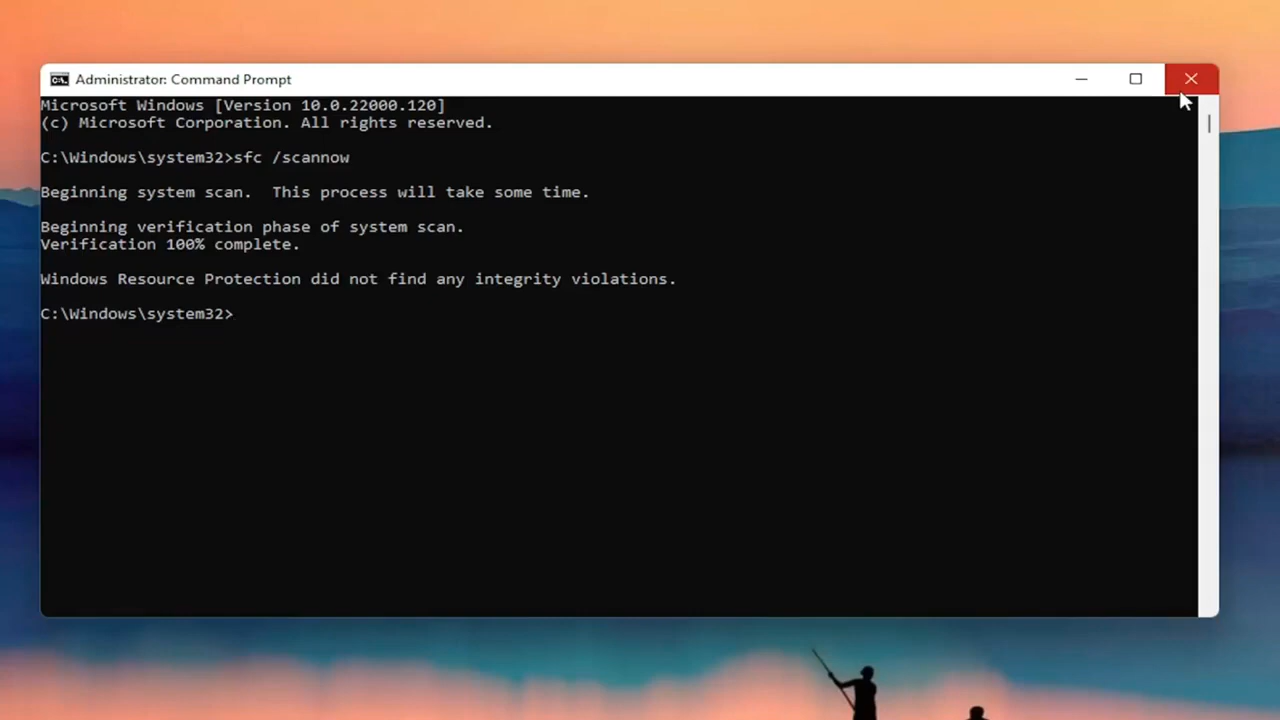 Administrator: Command Prompt
Microsoft Windows [Version 10.0.22000.120]
(c) Microsoft Corporation. All rights reserved.
C:\Windows\system32>sfc /scannow
Beginning system scan.  This process will take some time.
Beginning verification phase of system scan.
Verification 100% complete.
Windows Resource Protection did not find any integrity violations.
C:\Windows\system32>